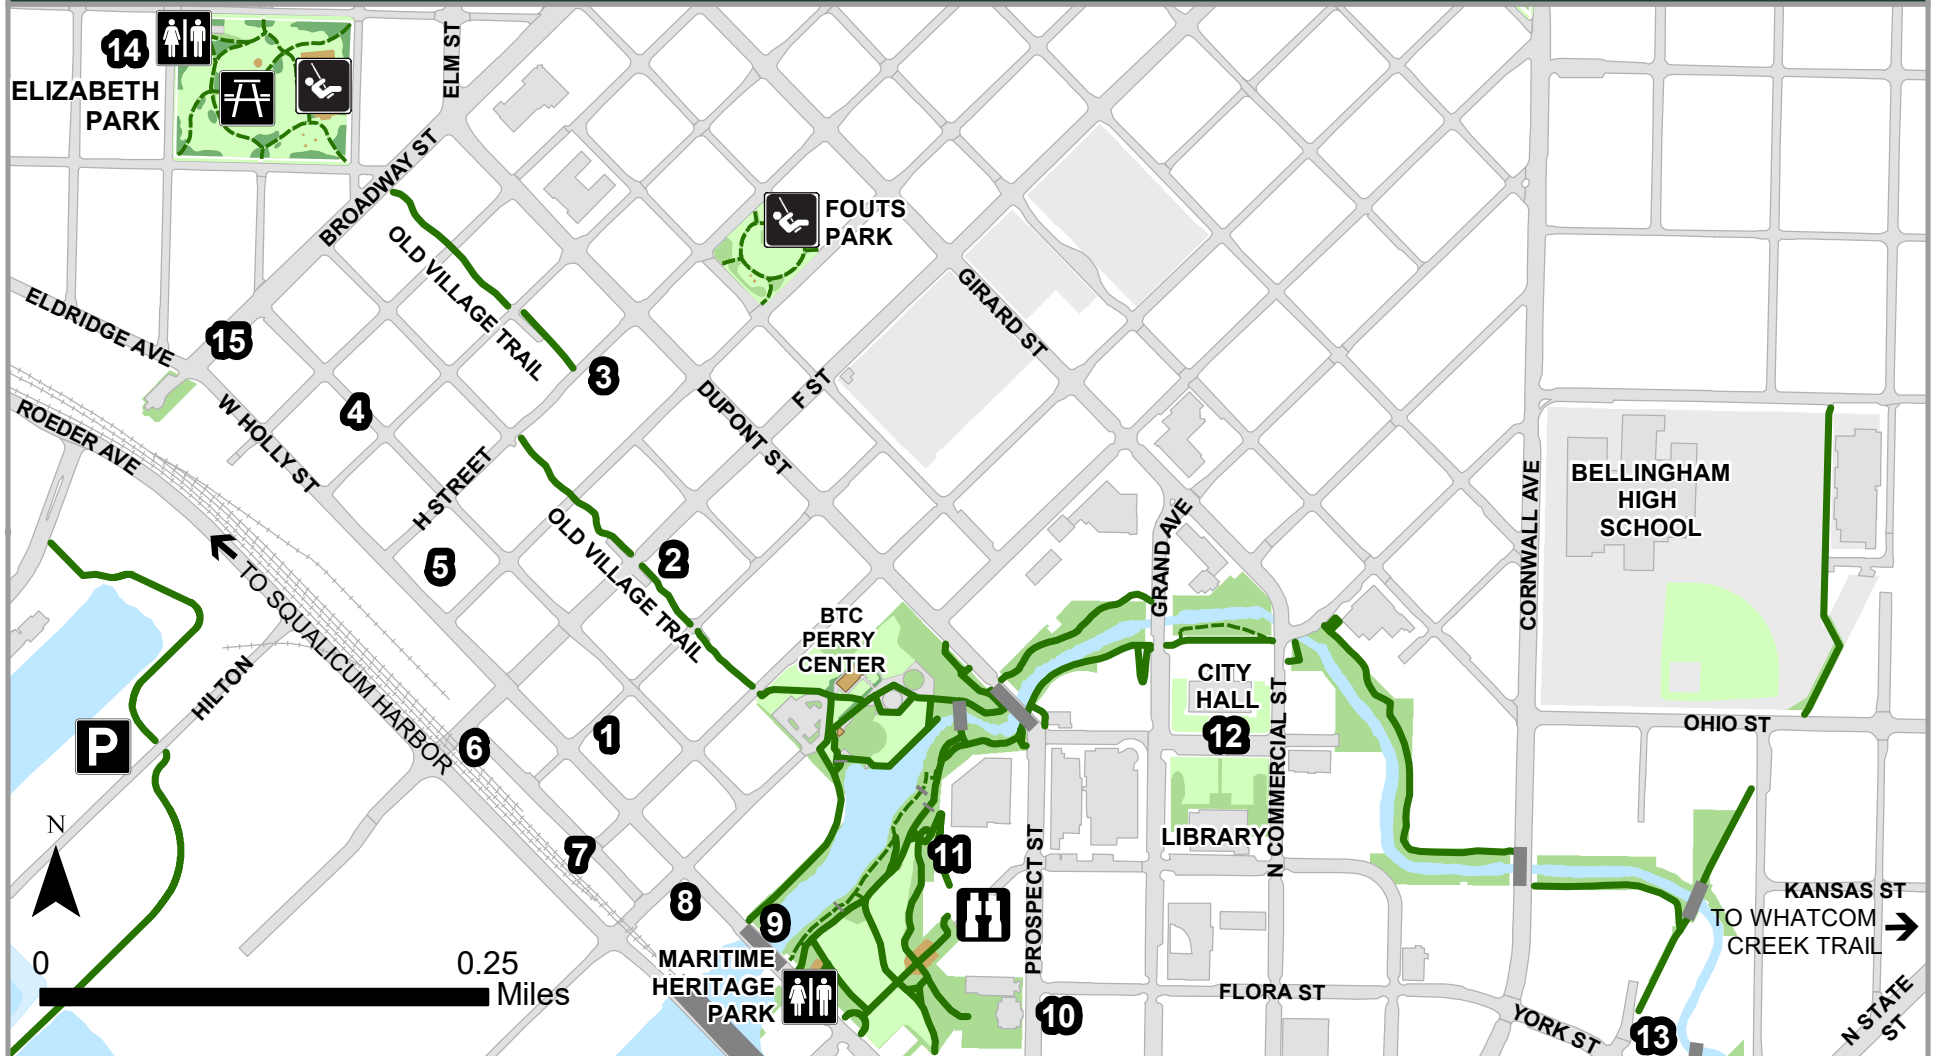 14
ELIZABETH
PARK
ELM ST
BROADWAY ST
OLD VILLAGE TRAIL
FOUTS
PARK
GIRARD ST
ELDRIDGE AVE
15
4
3
ROEDER AVE
W HOLLY ST
H STREET
DUPONT ST
F ST
BELLINGHAM
HIGH
SCHOOL
CORNWALL AVE
GRAND AVE
5
2
OLD VILLAGE TRAIL
TO SQUALICUM HARBOR
HILTON
BTC
PERRY
CENTER
CITY
HALL
12
OHIO ST
P
6
1
N COMMERCIAL ST
LIBRARY
N
7
8
9
11
PROSPECT ST
KANSAS ST
TO WHATCOM
CREEK TRAIL
0
0.25
Miles
MARITIME
HERITAGE
PARK
10
FLORA ST
YORK ST
13
N STATE
ST